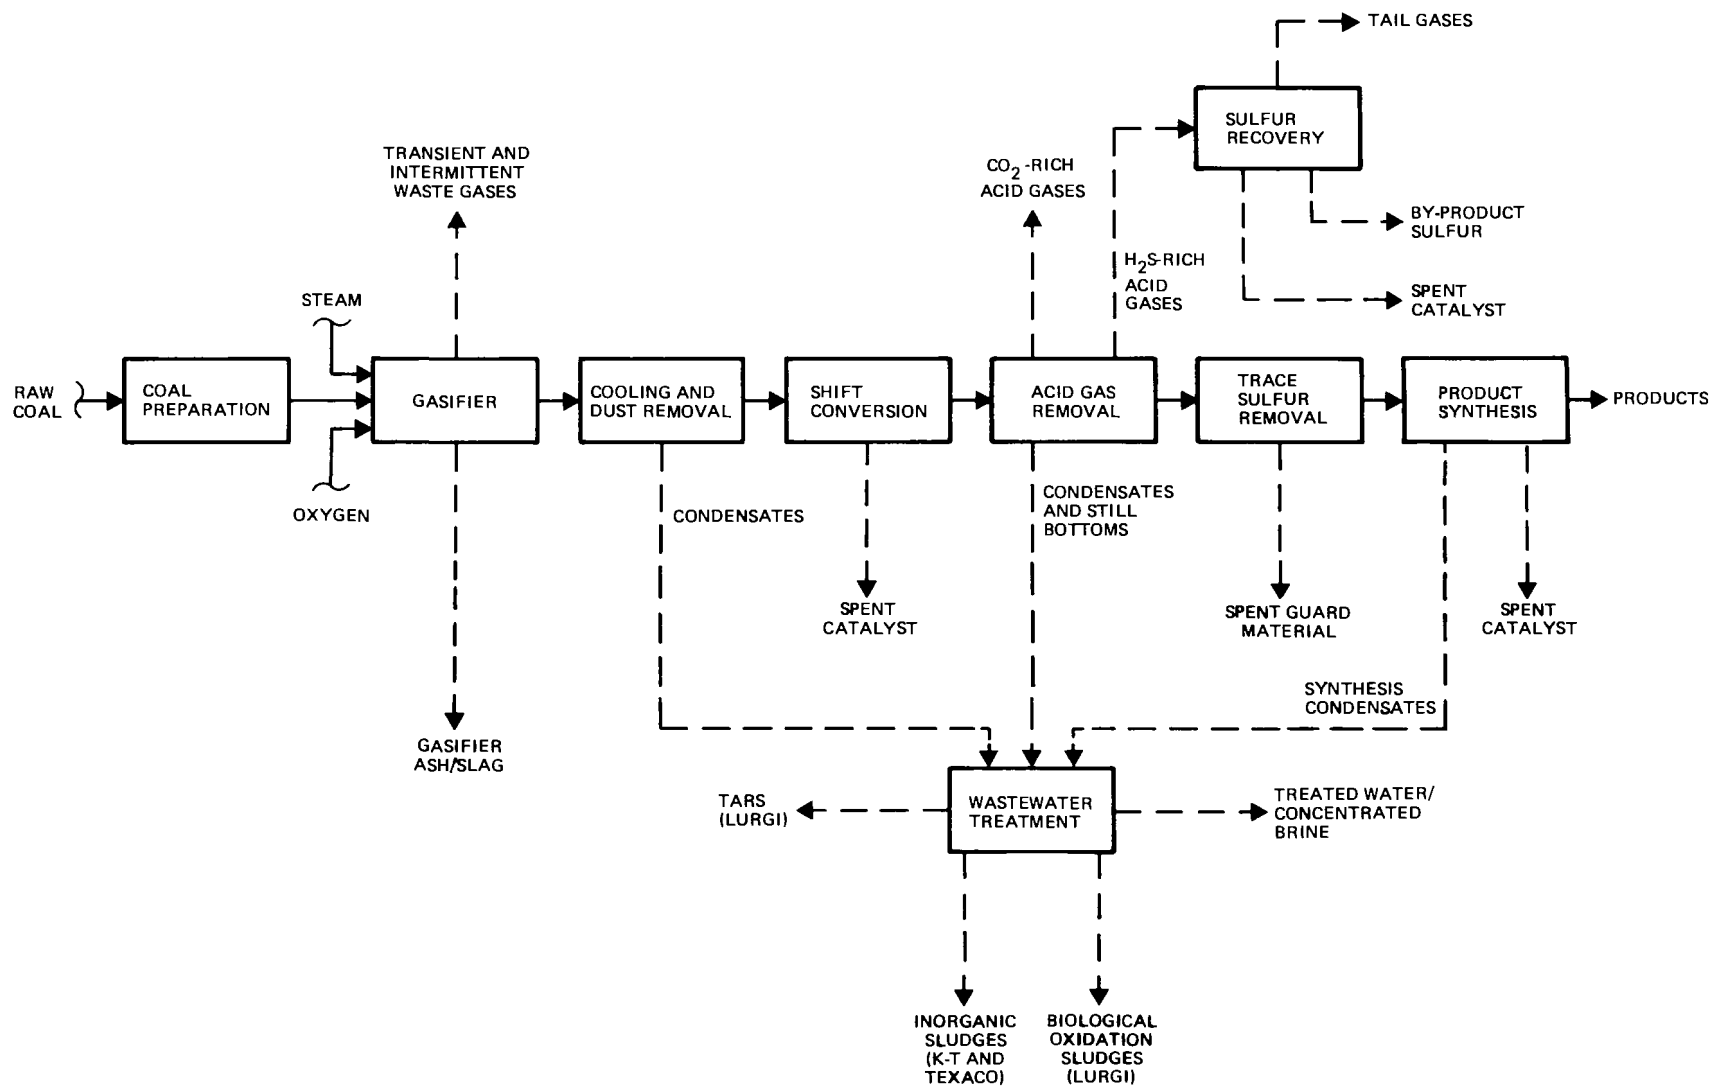 TAIL GASES
SULFUR
RECOVERY
TRANSIENT AND
INTERMITTENT
WASTE GASES
CO2-RICH
ACID GASES
BY-PRODUCT
SULFUR
H2S-RICH
ACID
GASES
SPENT
CATALYST
STEAM
RAW
COAL
COAL
PREPARATION
GASIFIER
COOLING AND
DUST REMOVAL
SHIFT
CONVERSION
ACID GAS
REMOVAL
TRACE
SULFUR
REMOVAL
PRODUCT
SYNTHESIS
PRODUCTS
OXYGEN
CONDENSATES
CONDENSATES
AND STILL
BOTTOMS
SPENT
CATALYST
SPENT GUARD
MATERIAL
SPENT
CATALYST
SYNTHESIS
CONDENSATES
GASIFIER
ASH/SLAG
TARS
(LURGI)
WASTEWATER
TREATMENT
TREATED WATER/
CONCENTRATED
BRINE
INORGANIC
SLUDGES
(K-T AND
TEXACO)
BIOLOGICAL
OXIDATION
SLUDGES
(LURGI)